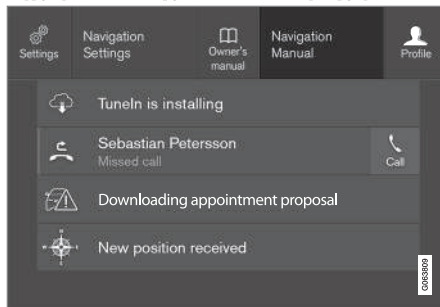 Settings
Navigation
Settings
Owner's
manual
Navigation
Manual
Profile
TuneIn is installing
Sebastian Petersson
Missed call
Call
Downloading appointment proposal
New position received
G063809